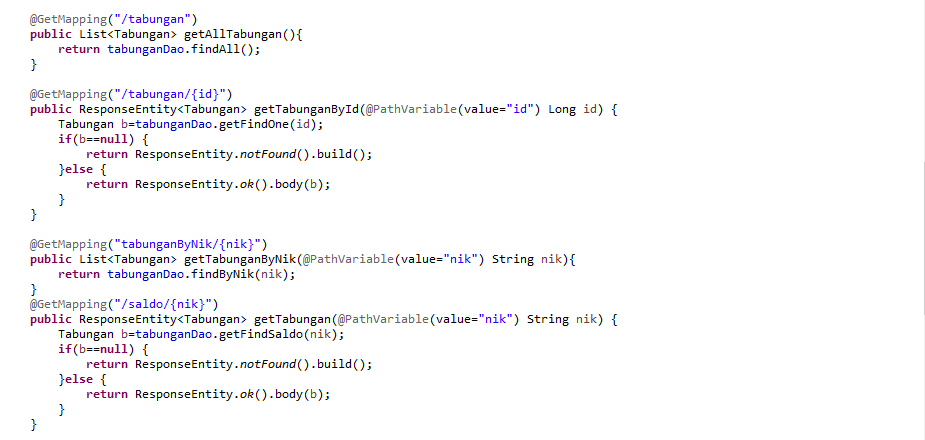 @GetMapping("/tabungan")
public List<Tabungan> getAllTabungan(){
    return tabunganDao.findAll();
}

@GetMapping("/tabungan/{id}")
public ResponseEntity<Tabungan> getTabunganById(@PathVariable(value="id") Long id) {
    Tabungan b=tabunganDao.getFindOne(id);
    if(b==null) {
        return ResponseEntity.notFound().build();
    }else {
        return ResponseEntity.ok().body(b);
    }
}

@GetMapping("tabunganByNik/{nik}")
public List<Tabungan> getTabunganByNik(@PathVariable(value="nik") String nik){
    return tabunganDao.findByNik(nik);
}
@GetMapping("/saldo/{nik}")
public ResponseEntity<Tabungan> getTabungan(@PathVariable(value="nik") String nik) {
    Tabungan b=tabunganDao.getFindSaldo(nik);
    if(b==null) {
        return ResponseEntity.notFound().build();
    }else {
        return ResponseEntity.ok().body(b);
    }
}